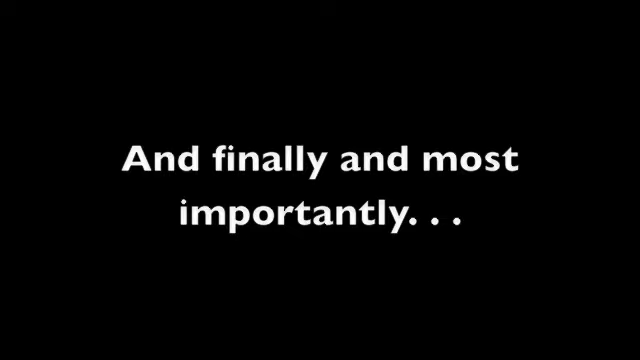 And finally and most
importantly. . .